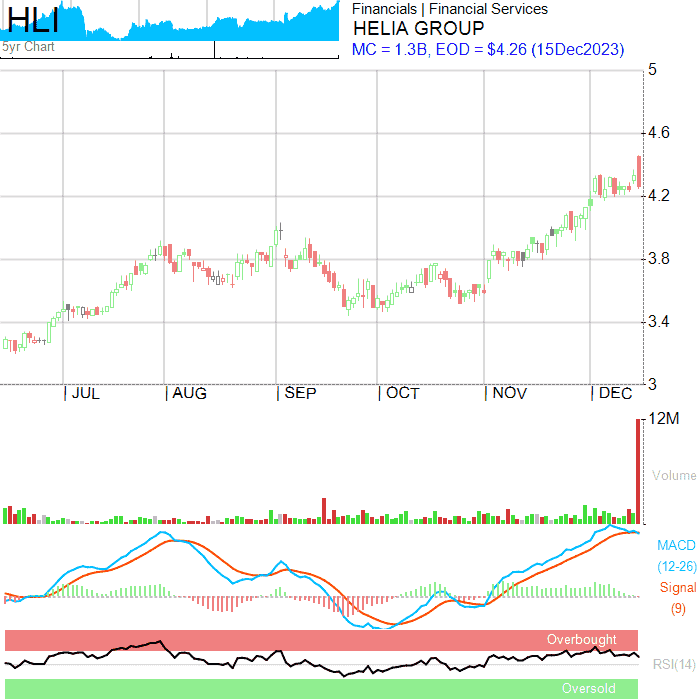 HLI
5yr Chart
Financials | Financial Services
HELIA GROUP
MC = 1.3B, EOD = $4.26 (15Dec2023)
5
4.6
4.2
3.8
3.4
3
JUL AUG SEP OCT NOV DEC
12M
Volume
MACD
(12-26)
Signal
(9)
Overbought
RSI(14)
Oversold